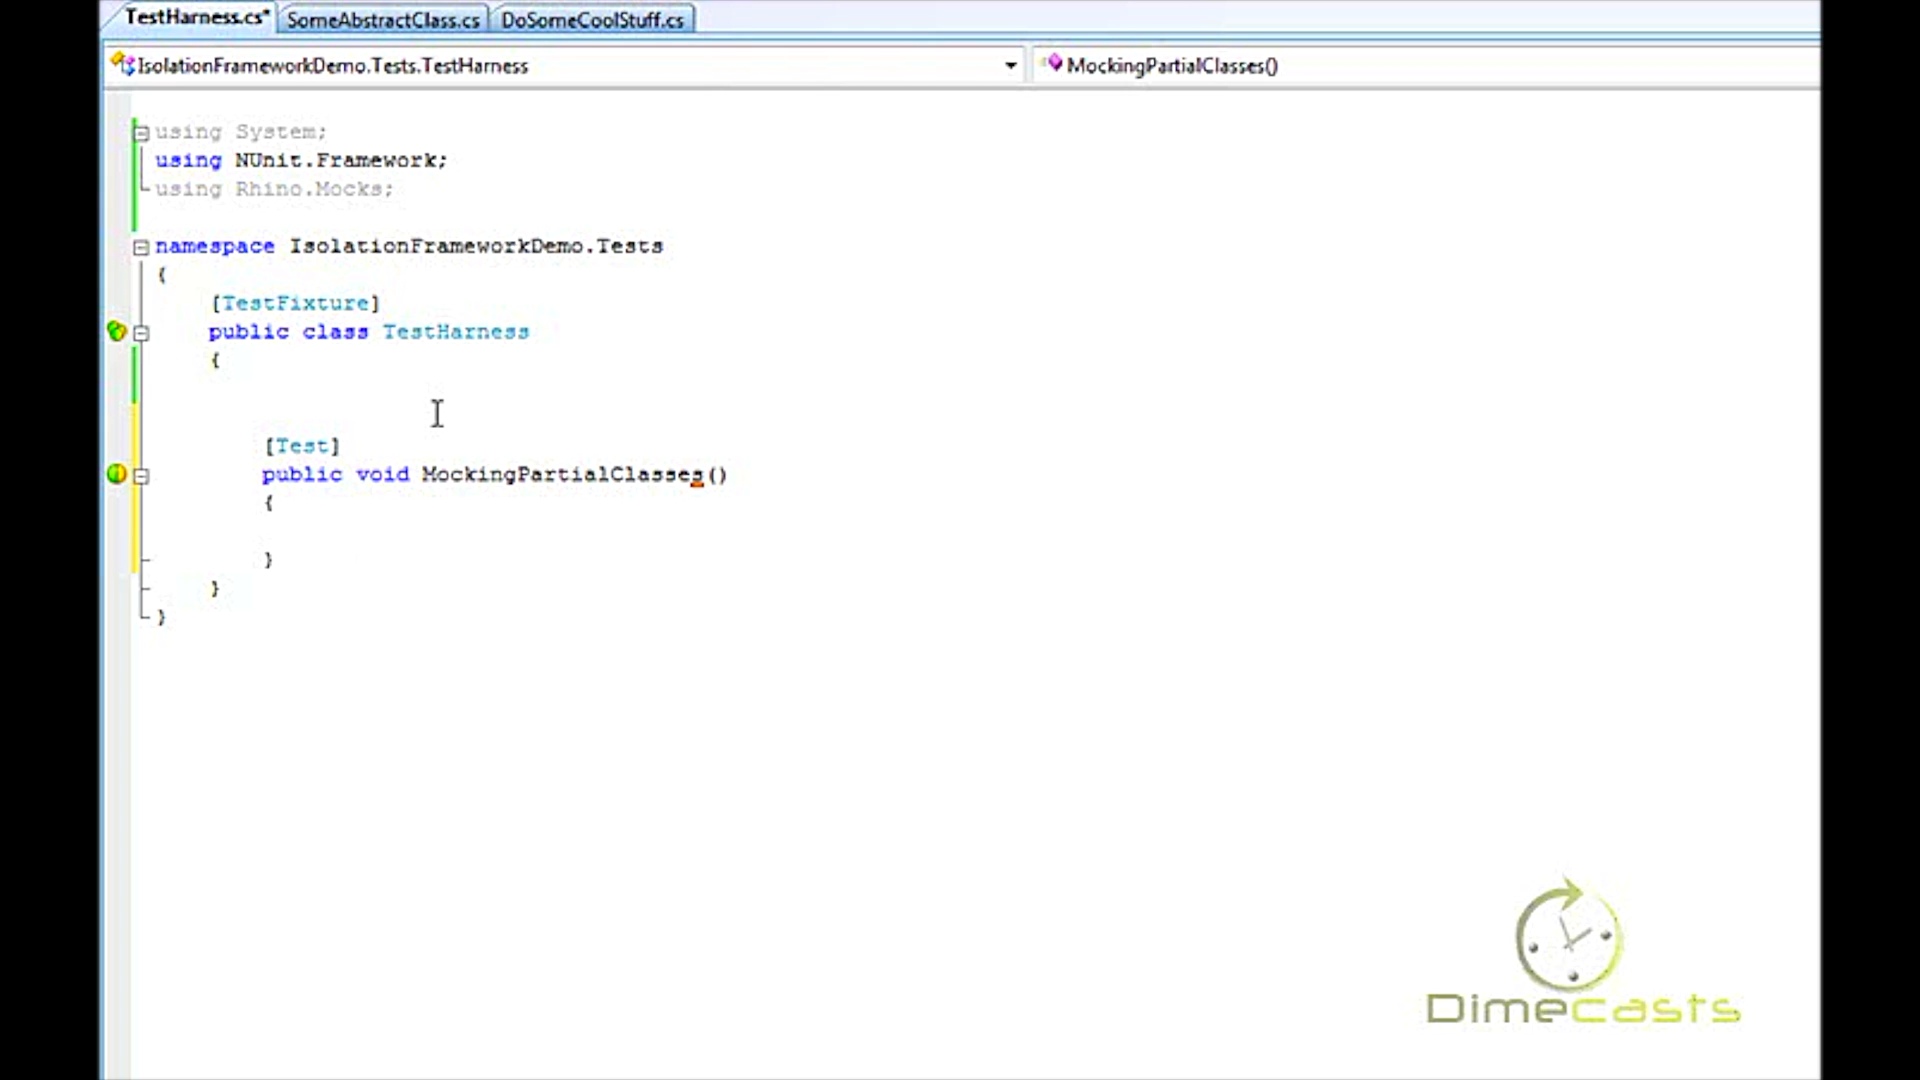 TestHarness.cs* SomeAbstractClass.cs DoSomeCoolStuff.cs
IsolationFrameworkDemo.Tests.TestHarness MockingPartialClasses()
using System;
using NUnit.Framework;
using Rhino.Mocks;
namespace IsolationFrameworkDemo.Tests
{
[TestFixture]
public class TestHarness
{
[Test]
public void MockingPartialClasses()
{
}
}
}
Dimecasts